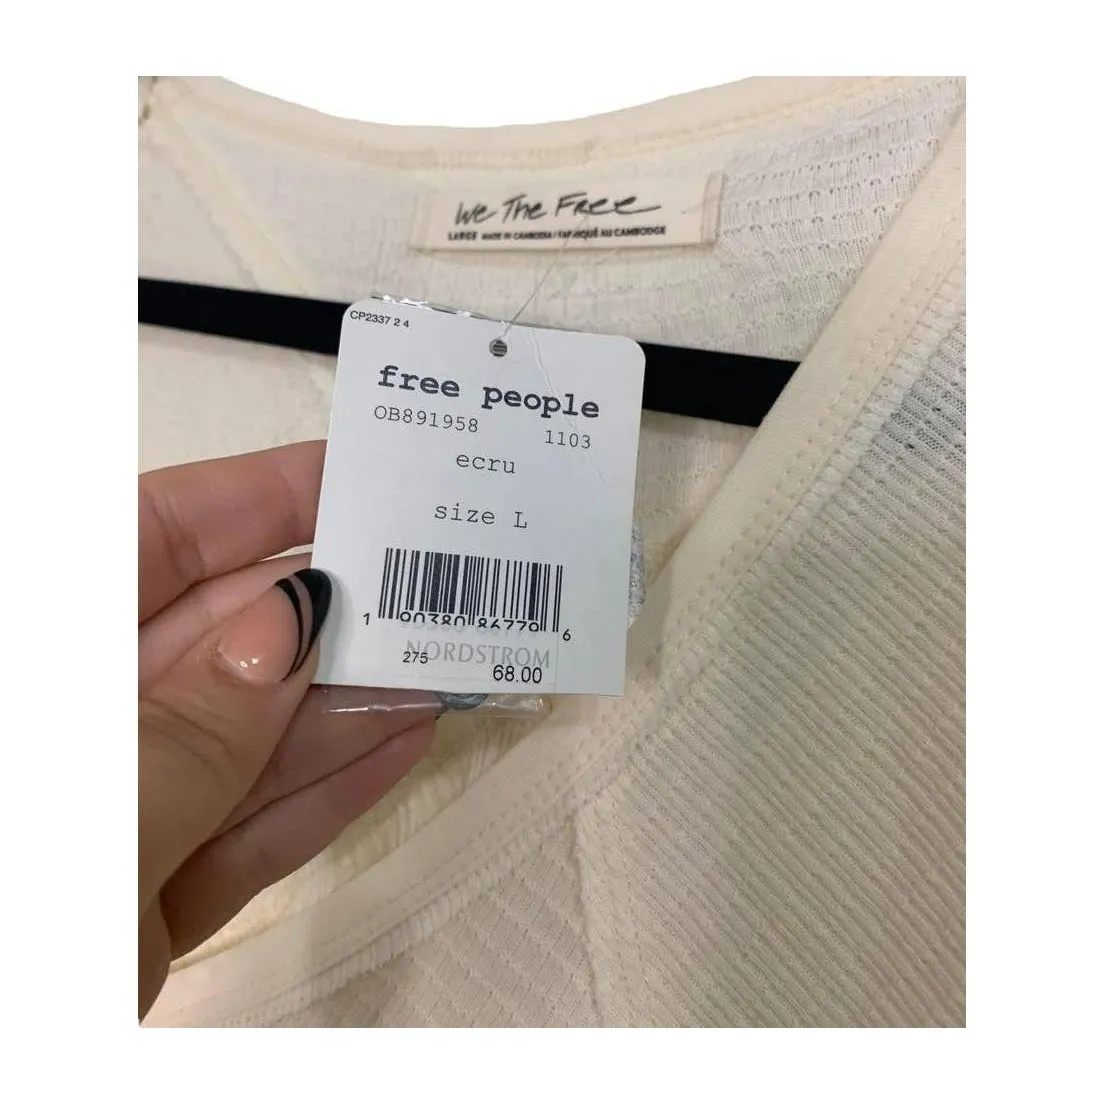 We The Free
LARGE MADE IN CAMBODIA / FABRIQUÉ AU CAMBODGE
CP2337 2 4
free people
OB891958 1103
ecru
size L
1 90380 86779 6
NORDSTROM
275 68.00